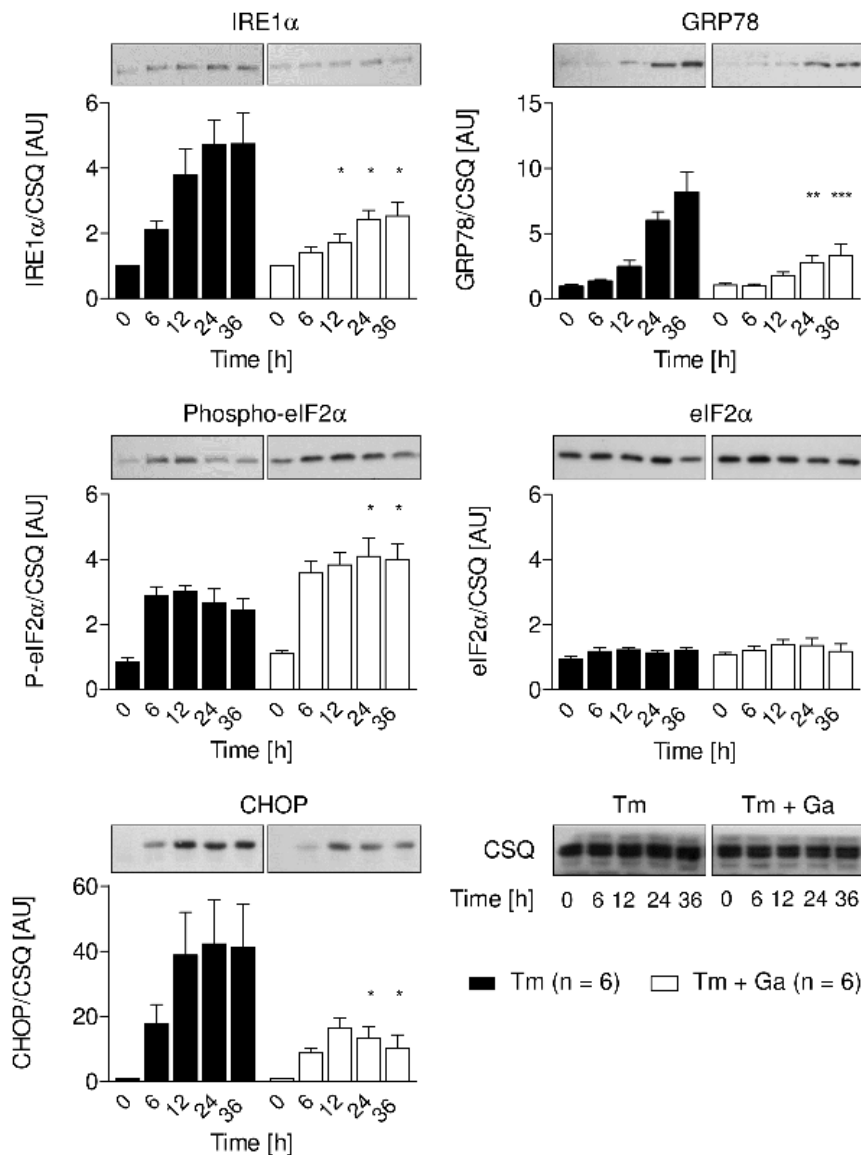 IRE1α
IRE1α/CSQ [AU]
6
4
2
0
* * *
0 6 12 24 36 0 6 12 24 36
Time [h]
GRP78
GRP78/CSQ [AU]
15
10
5
0
** ***
0 6 12 24 36 0 6 12 24 36
Time [h]
Phospho-eIF2α
P-eIF2α/CSQ [AU]
6
4
2
0
* *
0 6 12 24 36 0 6 12 24 36
Time [h]
eIF2α
eIF2α/CSQ [AU]
6
4
2
0
0 6 12 24 36 0 6 12 24 36
Time [h]
CHOP
CHOP/CSQ [AU]
60
40
20
0
* *
0 6 12 24 36 0 6 12 24 36
Time [h]
Tm Tm + Ga
CSQ
Time [h] 0 6 12 24 36 0 6 12 24 36
Tm (n = 6) Tm + Ga (n = 6)